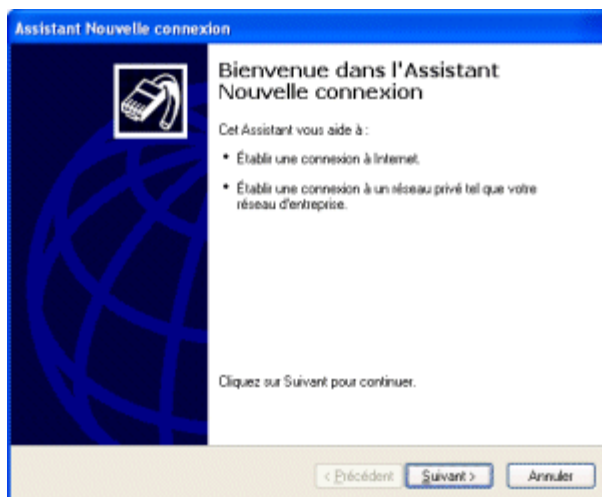 Assistant Nouvelle connexion
Bienvenue dans l'Assistant
Nouvelle connexion
Cet Assistant vous aide à :
• Établir une connexion à Internet.
• Établir une connexion à un réseau privé tel que votre
réseau d'entreprise.
Cliquez sur Suivant pour continuer.
< Précédent Suivant > Annuler